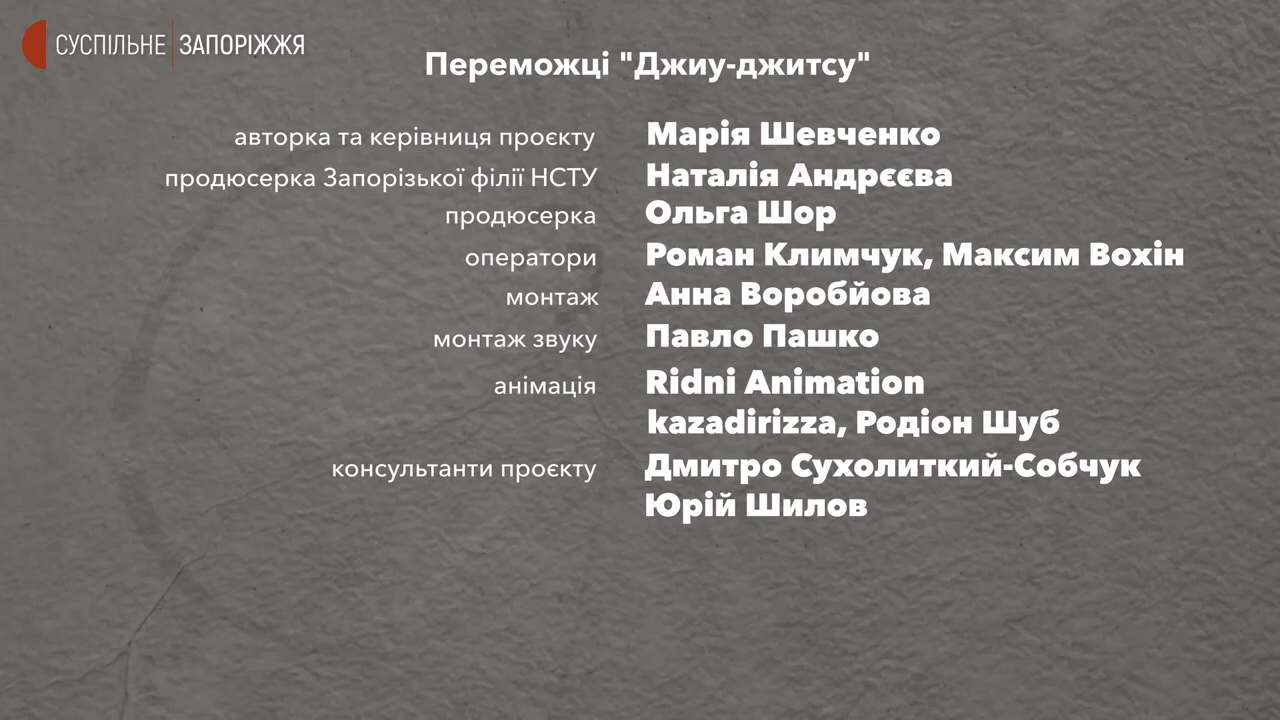 СУСПІЛЬНЕ ЗАПОРІЖЖЯ
Переможці "Джиу-джитсу"
авторка та керівниця проєкту Марія Шевченко
продюсерка Запорізької філії НСТУ Наталія Андрєєва
продюсерка Ольга Шор
оператори Роман Климчук, Максим Вохін
монтаж Анна Воробйова
монтаж звуку Павло Пашко
анімація Ridni Animation
kazadirizza, Родіон Шуб
консультанти проєкту Дмитро Сухолиткий-Собчук
Юрій Шилов